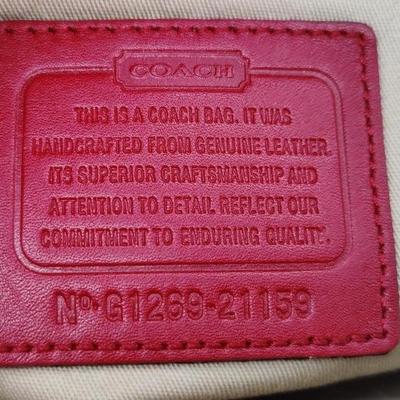 COACH
THIS IS A COACH BAG. IT WAS
HANDCRAFTED FROM GENUINE LEATHER.
ITS SUPERIOR CRAFTSMANSHIP AND
ATTENTION TO DETAIL REFLECT OUR
COMMITMENT TO ENDURING QUALITY.
Nº·G1269-21159